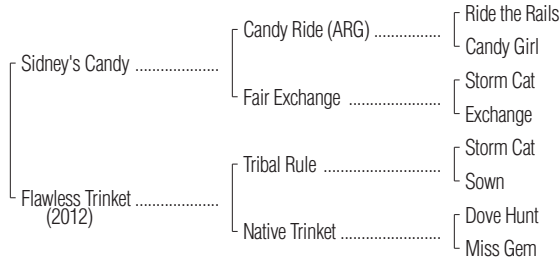 Ride the Rails
Candy Ride (ARG) ................
Candy Girl
Sidney's Candy ....................
Storm Cat
Fair Exchange ......................
Exchange
Storm Cat
Tribal Rule ............................
Sown
Flawless Trinket ....................
(2012)
Dove Hunt
Native Trinket ........................
Miss Gem